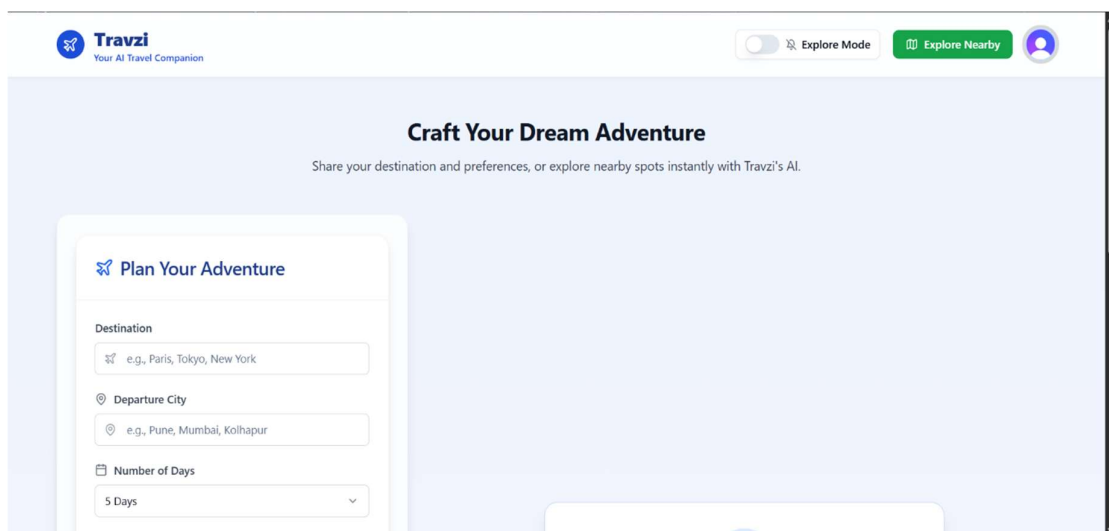 Travzi
Your AI Travel Companion
Explore Mode
Explore Nearby
Craft Your Dream Adventure
Share your destination and preferences, or explore nearby spots instantly with Travzi's AI.
Plan Your Adventure
Destination
e.g., Paris, Tokyo, New York
Departure City
e.g., Pune, Mumbai, Kolhapur
Number of Days
5 Days